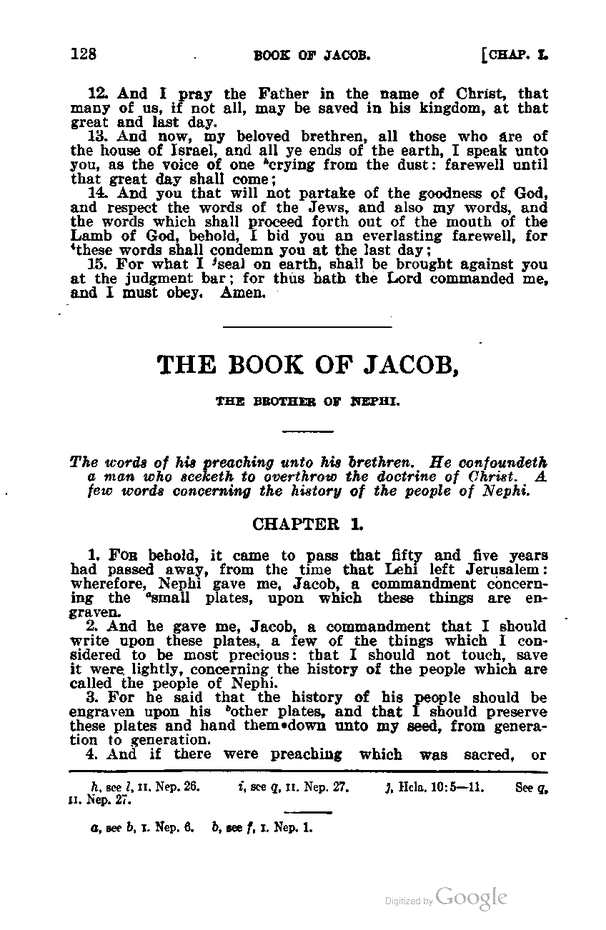 128 BOOK OF JACOB. [CHAP. I.
12. And I pray the Father in the name of Christ, that
many of us, if not all, may be saved in his kingdom, at that
great and last day.
13. And now, my beloved brethren, all those who are of
the house of Israel, and all ye ends of the earth, I speak unto
you, as the voice of one ʰcrying from the dust: farewell until
that great day shall come;
14. And you that will not partake of the goodness of God,
and respect the words of the Jews, and also my words, and
the words which shall proceed forth out of the mouth of the
Lamb of God, behold, I bid you an everlasting farewell, for
ⁱthese words shall condemn you at the last day;
15. For what I ʲseal on earth, shall be brought against you
at the judgment bar; for thus hath the Lord commanded me,
and I must obey. Amen.
THE BOOK OF JACOB,
THE BROTHER OF NEPHI.
The words of his preaching unto his brethren. He confoundeth
a man who seeketh to overthrow the doctrine of Christ. A
few words concerning the history of the people of Nephi.
CHAPTER 1.
1. FOR behold, it came to pass that fifty and five years
had passed away, from the time that Lehi left Jerusalem:
wherefore, Nephi gave me, Jacob, a commandment concern-
ing the ᵃsmall plates, upon which these things are en-
graven.
2. And he gave me, Jacob, a commandment that I should
write upon these plates, a few of the things which I con-
sidered to be most precious: that I should not touch, save
it were lightly, concerning the history of the people which are
called the people of Nephi.
3. For he said that the history of his people should be
engraven upon his ᵇother plates, and that I should preserve
these plates and hand them down unto my seed, from genera-
tion to generation.
4. And if there were preaching which was sacred, or
h, see l, II. Nep. 26. i, see q, II. Nep. 27. j, Hela. 10:5—11. See q,
II. Nep. 27.
a, see b, I. Nep. 6. b, see f, I. Nep. 1.
Digitized by Google